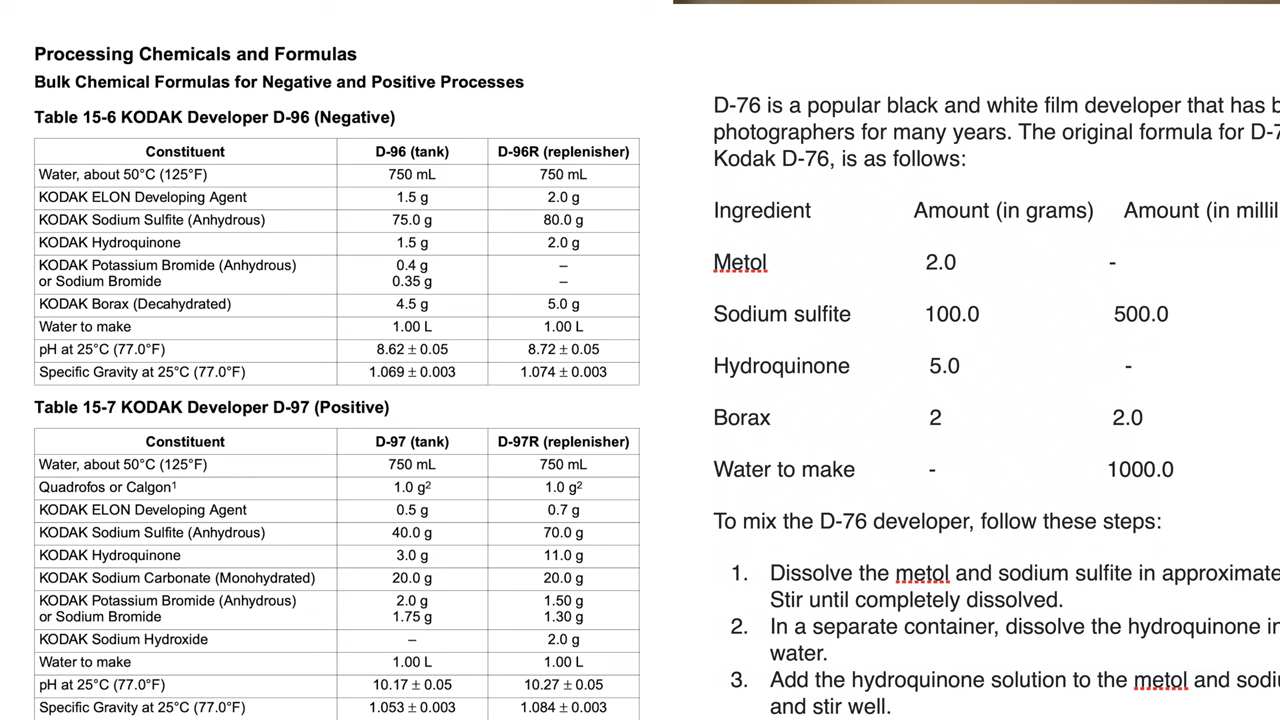 Processing Chemicals and Formulas
Bulk Chemical Formulas for Negative and Positive Processes
Table 15-6 KODAK Developer D-96 (Negative)
Constituent D-96 (tank) D-96R (replenisher)
Water, about 50°C (125°F) 750 mL 750 mL
KODAK ELON Developing Agent 1.5 g 2.0 g
KODAK Sodium Sulfite (Anhydrous) 75.0 g 80.0 g
KODAK Hydroquinone 1.5 g 2.0 g
KODAK Potassium Bromide (Anhydrous) 0.4 g –
or Sodium Bromide 0.35 g –
KODAK Borax (Decahydrated) 4.5 g 5.0 g
Water to make 1.00 L 1.00 L
pH at 25°C (77.0°F) 8.62 ± 0.05 8.72 ± 0.05
Specific Gravity at 25°C (77.0°F) 1.069 ± 0.003 1.074 ± 0.003
Table 15-7 KODAK Developer D-97 (Positive)
Constituent D-97 (tank) D-97R (replenisher)
Water, about 50°C (125°F) 750 mL 750 mL
Quadrofos or Calgon¹ 1.0 g² 1.0 g²
KODAK ELON Developing Agent 0.5 g 0.7 g
KODAK Sodium Sulfite (Anhydrous) 40.0 g 70.0 g
KODAK Hydroquinone 3.0 g 11.0 g
KODAK Sodium Carbonate (Monohydrated) 20.0 g 20.0 g
KODAK Potassium Bromide (Anhydrous) 2.0 g 1.50 g
or Sodium Bromide 1.75 g 1.30 g
KODAK Sodium Hydroxide – 2.0 g
Water to make 1.00 L 1.00 L
pH at 25°C (77.0°F) 10.17 ± 0.05 10.27 ± 0.05
Specific Gravity at 25°C (77.0°F) 1.053 ± 0.003 1.084 ± 0.003
D-76 is a popular black and white film developer that has
photographers for many years. The original formula for
Kodak D-76, is as follows:
Ingredient Amount (in grams) Amount (in millil
Metol 2.0 -
Sodium sulfite 100.0 500.0
Hydroquinone 5.0 -
Borax 2 2.0
Water to make - 1000.0
To mix the D-76 developer, follow these steps:
1. Dissolve the metol and sodium sulfite in approximate
Stir until completely dissolved.
2. In a separate container, dissolve the hydroquinone in
water.
3. Add the hydroquinone solution to the metol and sodi
and stir well.